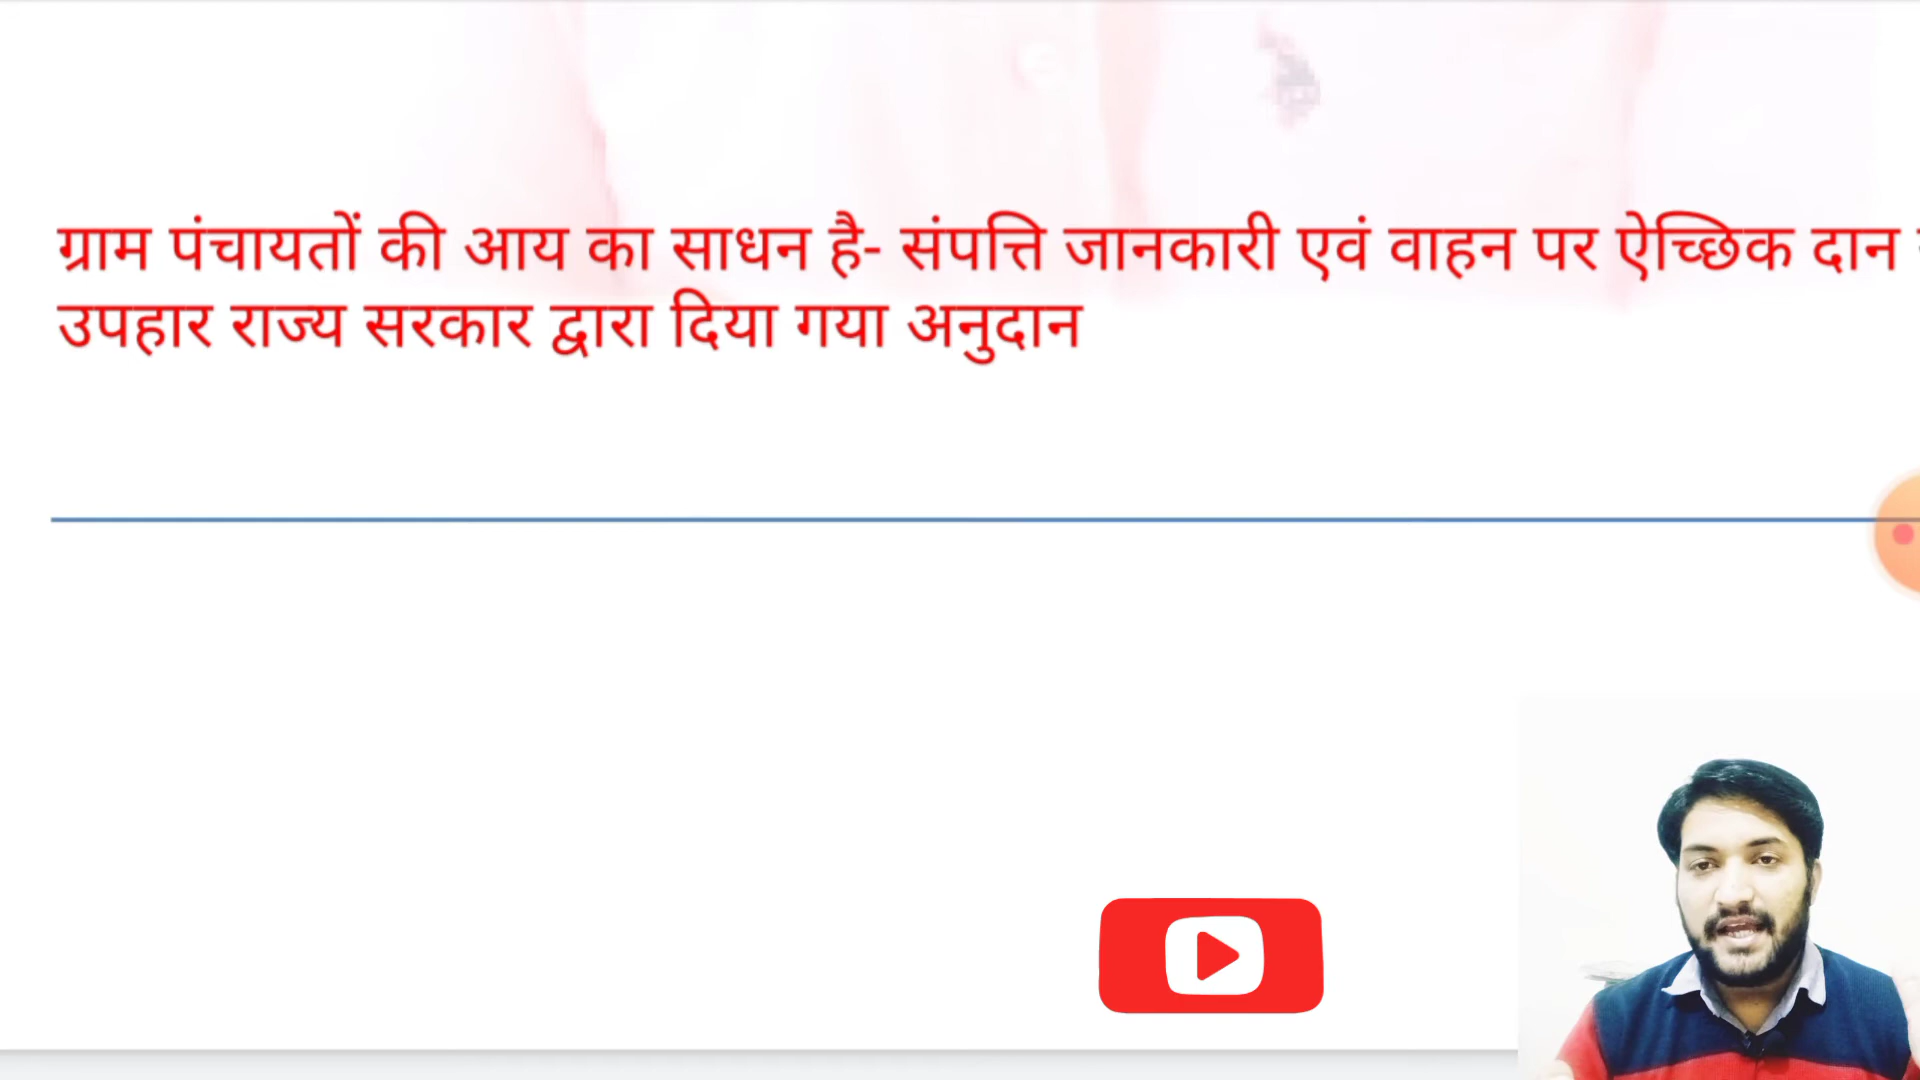 ग्राम पंचायतों की आय का साधन है- संपत्ति जानकारी एवं वाहन पर ऐच्छिक दान
उपहार राज्य सरकार द्वारा दिया गया अनुदान